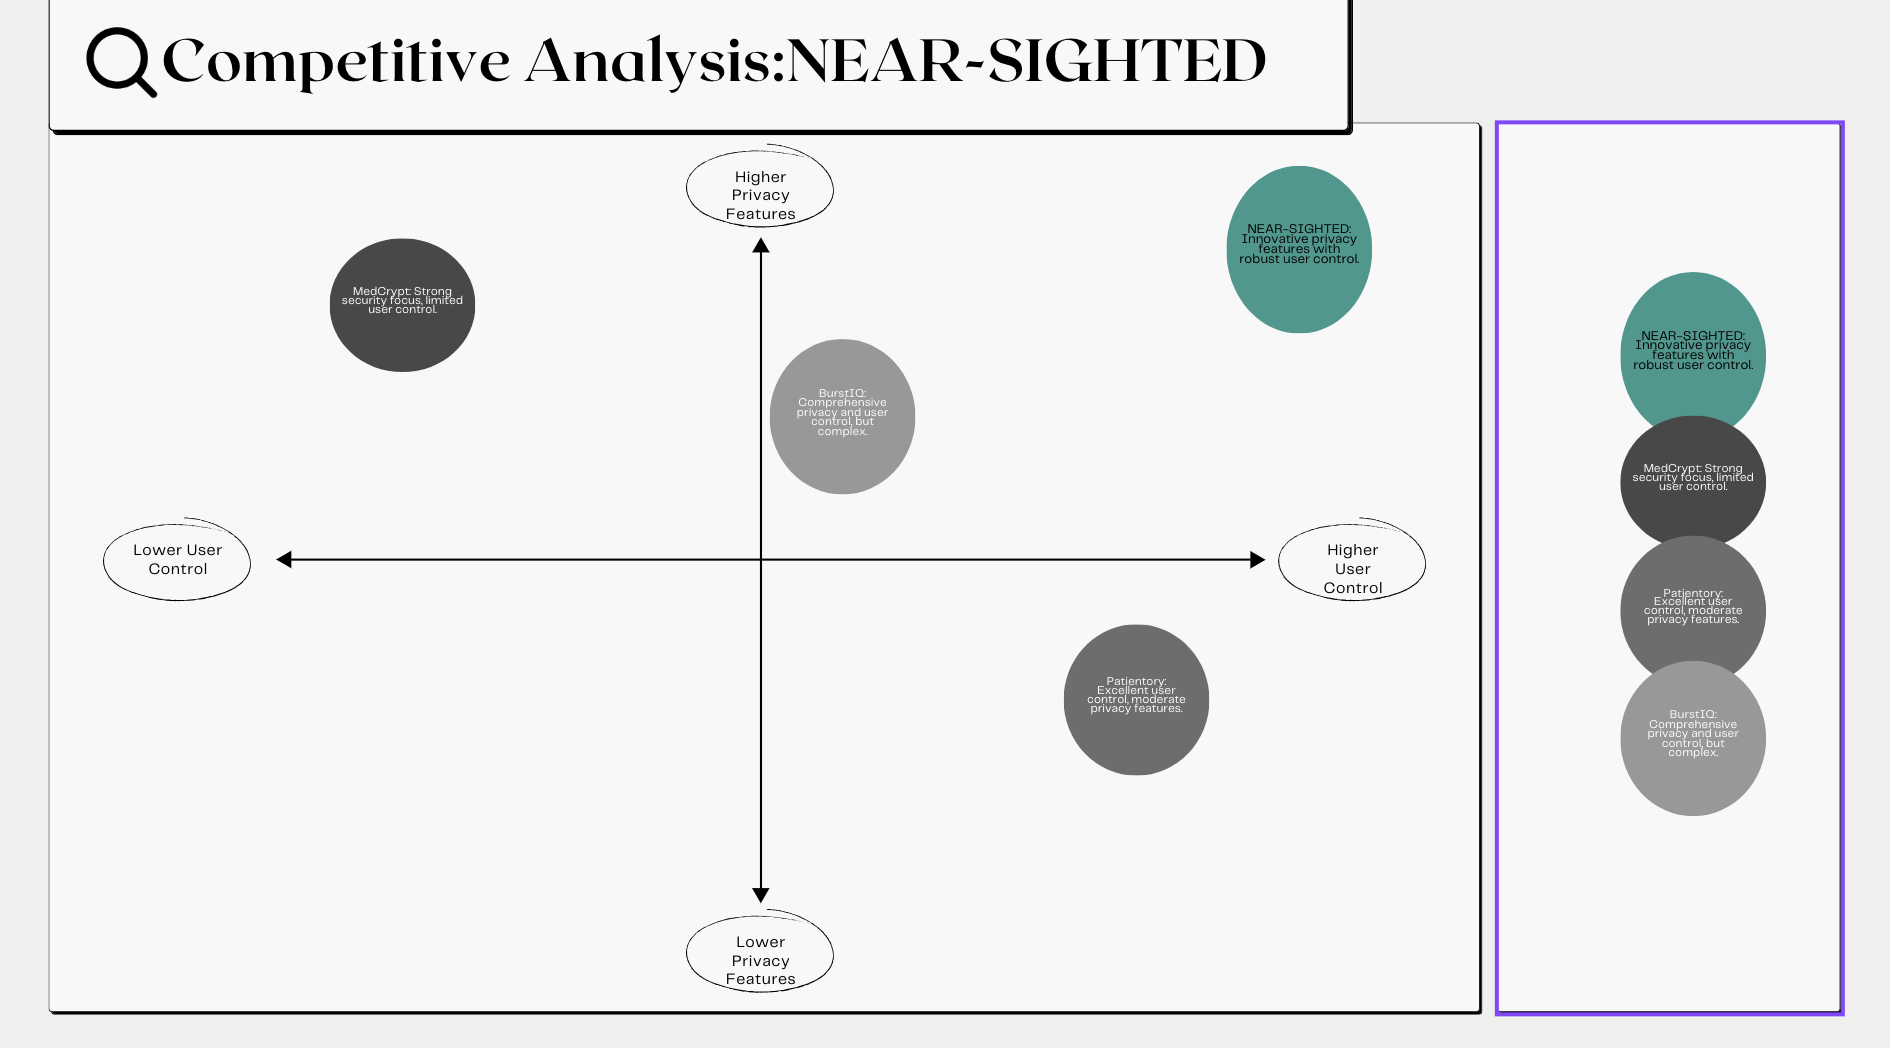 Competitive Analysis:NEAR-SIGHTED
Higher
Privacy
Features
NEAR-SIGHTED:
Innovative privacy
features with
robust user control.
MedCrypt: Strong
security focus, limited
user control.
BurstIQ:
Comprehensive
privacy and user
control, but
complex.
Lower User
Control
Higher
User
Control
Patientory:
Excellent user
control, moderate
privacy features.
Lower
Privacy
Features
NEAR-SIGHTED:
Innovative privacy
features with
robust user control.
MedCrypt: Strong
security focus, limited
user control.
Patientory:
Excellent user
control, moderate
privacy features.
BurstIQ:
Comprehensive
privacy and user
control, but
complex.